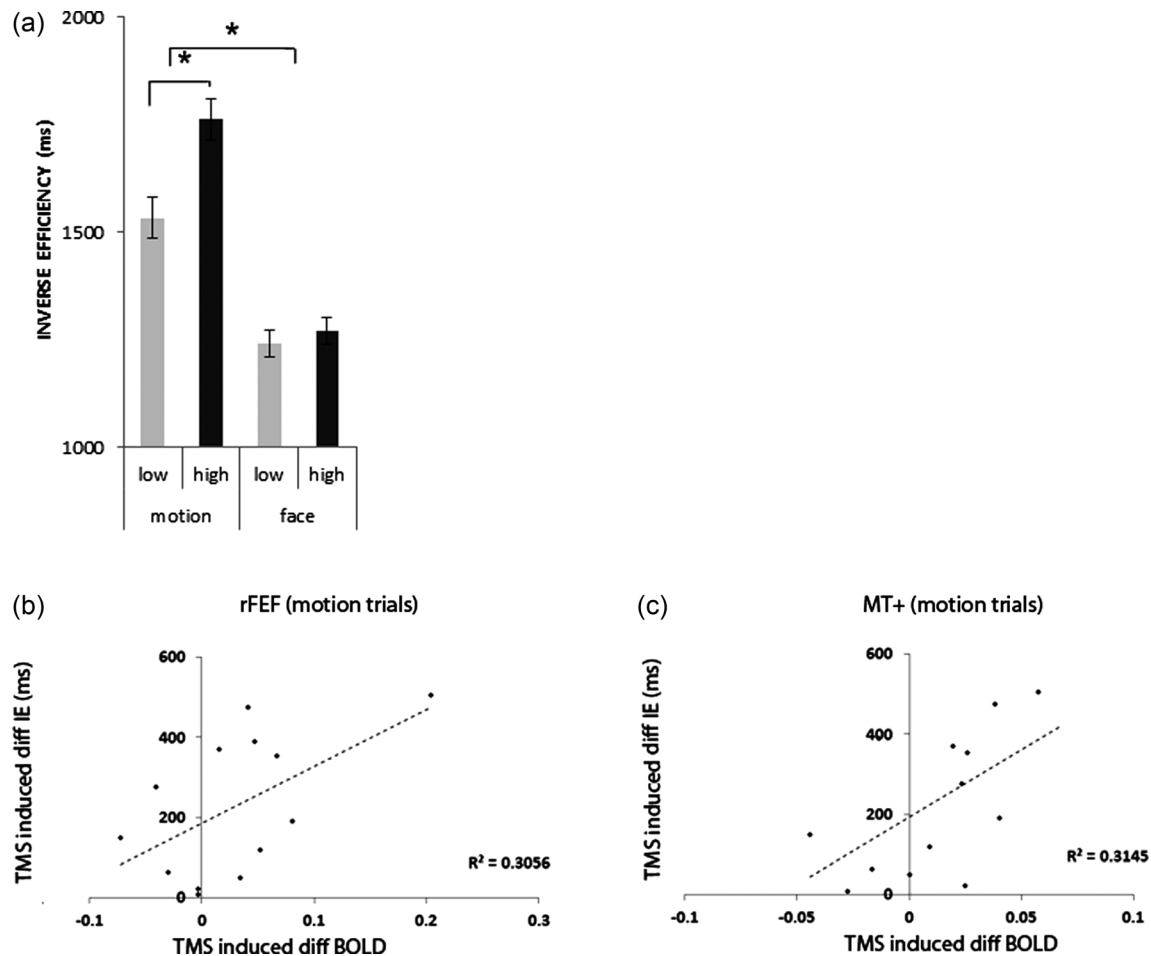 (a)
2000
*
*
1500
1000
INVERSE EFFICIENCY (ms)
low high low high
motion face
(b)
rFEF (motion trials)
TMS induced diff IE (ms)
600
400
200
0
R² = 0.3056
-0.1 0 0.1 0.2 0.3
TMS induced diff BOLD
(c)
MT+ (motion trials)
TMS induced diff IE (ms)
600
400
200
0
R² = 0.3145
-0.1 -0.05 0 0.05 0.1
TMS induced diff BOLD